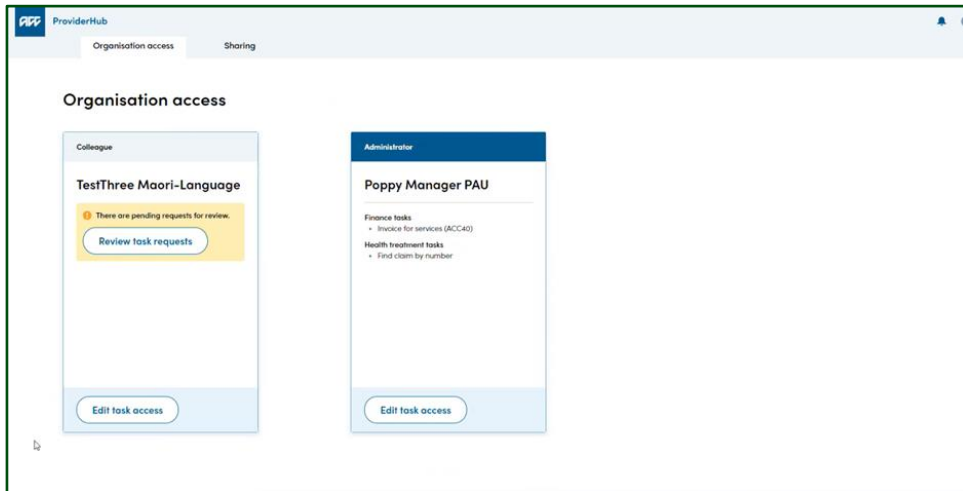 ACC
ProviderHub
Organisation access
Sharing
Organisation access
Colleague
TestThree Maori-Language
There are pending requests for review.
Review task requests
Edit task access
Administrator
Poppy Manager PAU
Finance tasks
• Invoice for services (ACC40)
Health treatment tasks
• Find claim by number
Edit task access